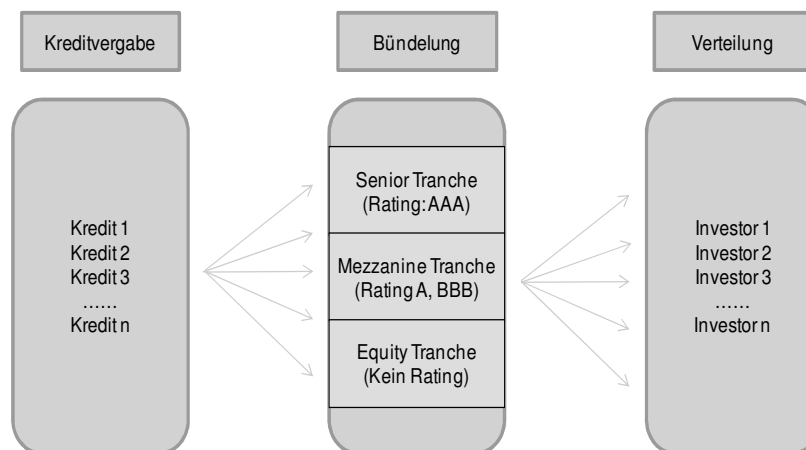 Kreditvergabe
Bündelung
Verteilung
Kredit 1
Kredit 2
Kredit 3
......
Kredit n
Senior Tranche
(Rating: AAA)
Mezzanine Tranche
(Rating A, BBB)
Equity Tranche
(Kein Rating)
Investor 1
Investor 2
Investor 3
......
Investor n